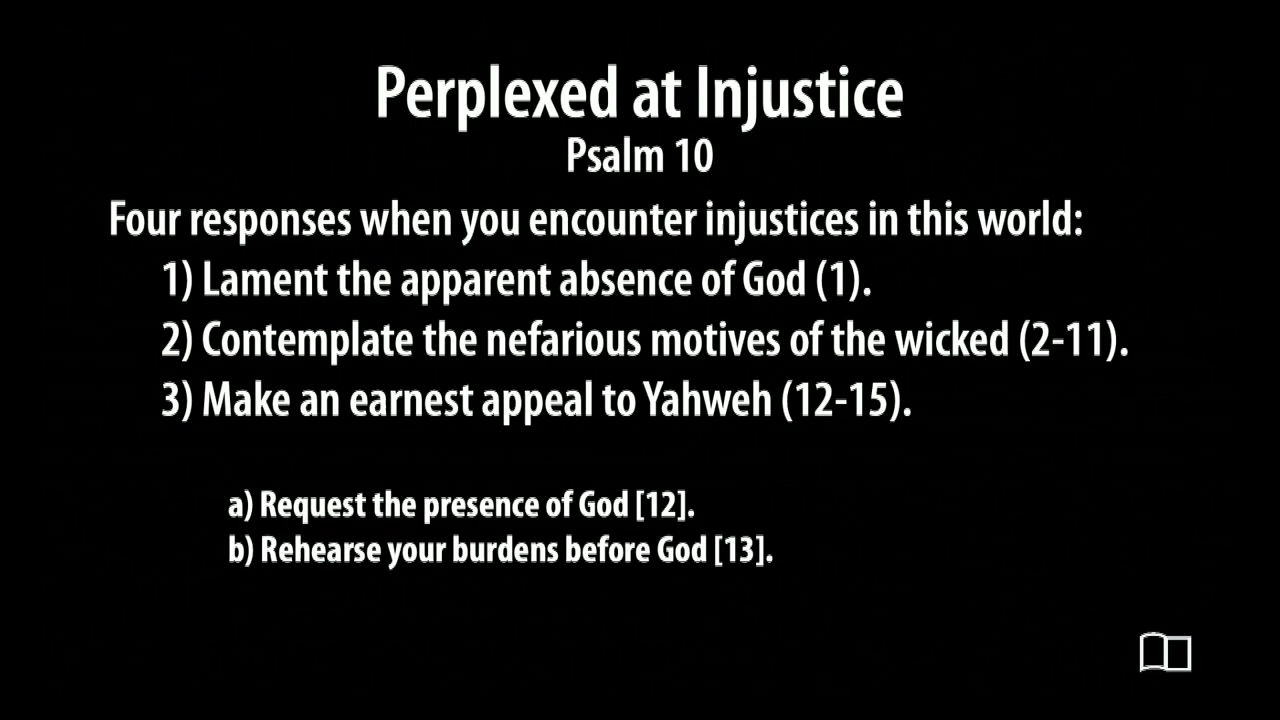 Perplexed at Injustice
Psalm 10
Four responses when you encounter injustices in this world:
1) Lament the apparent absence of God (1).
2) Contemplate the nefarious motives of the wicked (2-11).
3) Make an earnest appeal to Yahweh (12-15).
a) Request the presence of God [12].
b) Rehearse your burdens before God [13].